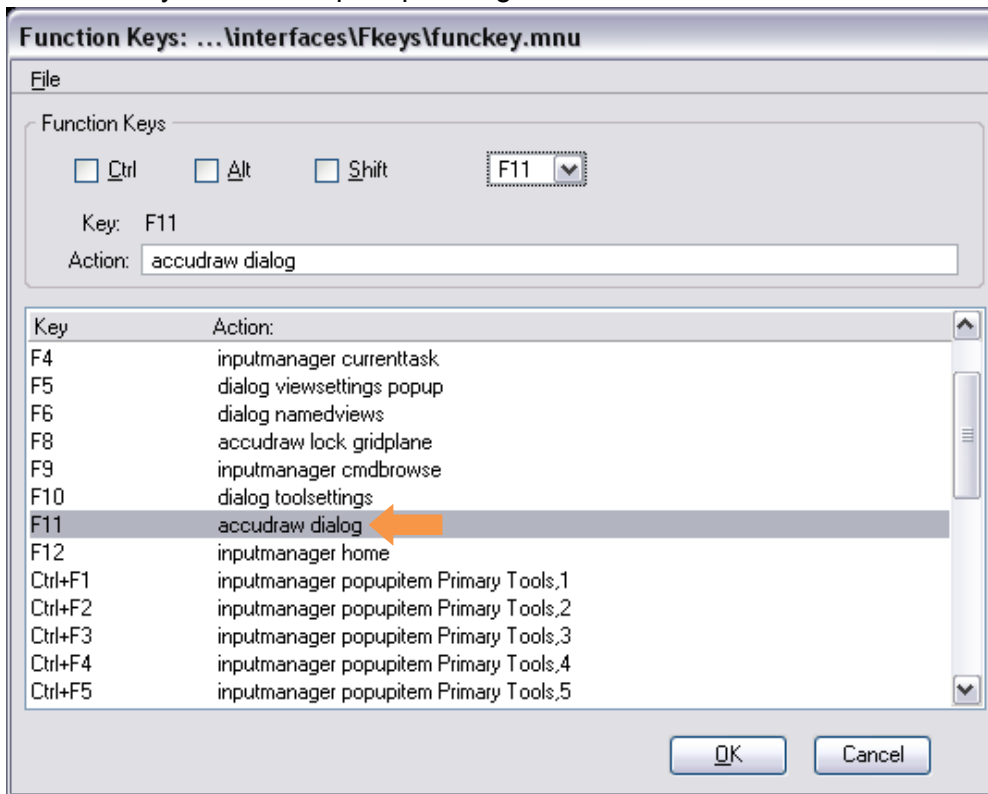 Function Keys: ...\interfaces\Fkeys\funckey.mnu
File
Function Keys
Ctrl Alt Shift F11
Key: F11
Action: accudraw dialog
Key Action:
F4 inputmanager currenttask
F5 dialog viewsettings popup
F6 dialog namedviews
F8 accudraw lock gridplane
F9 inputmanager cmdbrowse
F10 dialog toolsettings
F11 accudraw dialog
F12 inputmanager home
Ctrl+F1 inputmanager popupitem Primary Tools,1
Ctrl+F2 inputmanager popupitem Primary Tools,2
Ctrl+F3 inputmanager popupitem Primary Tools,3
Ctrl+F4 inputmanager popupitem Primary Tools,4
Ctrl+F5 inputmanager popupitem Primary Tools,5
OK Cancel